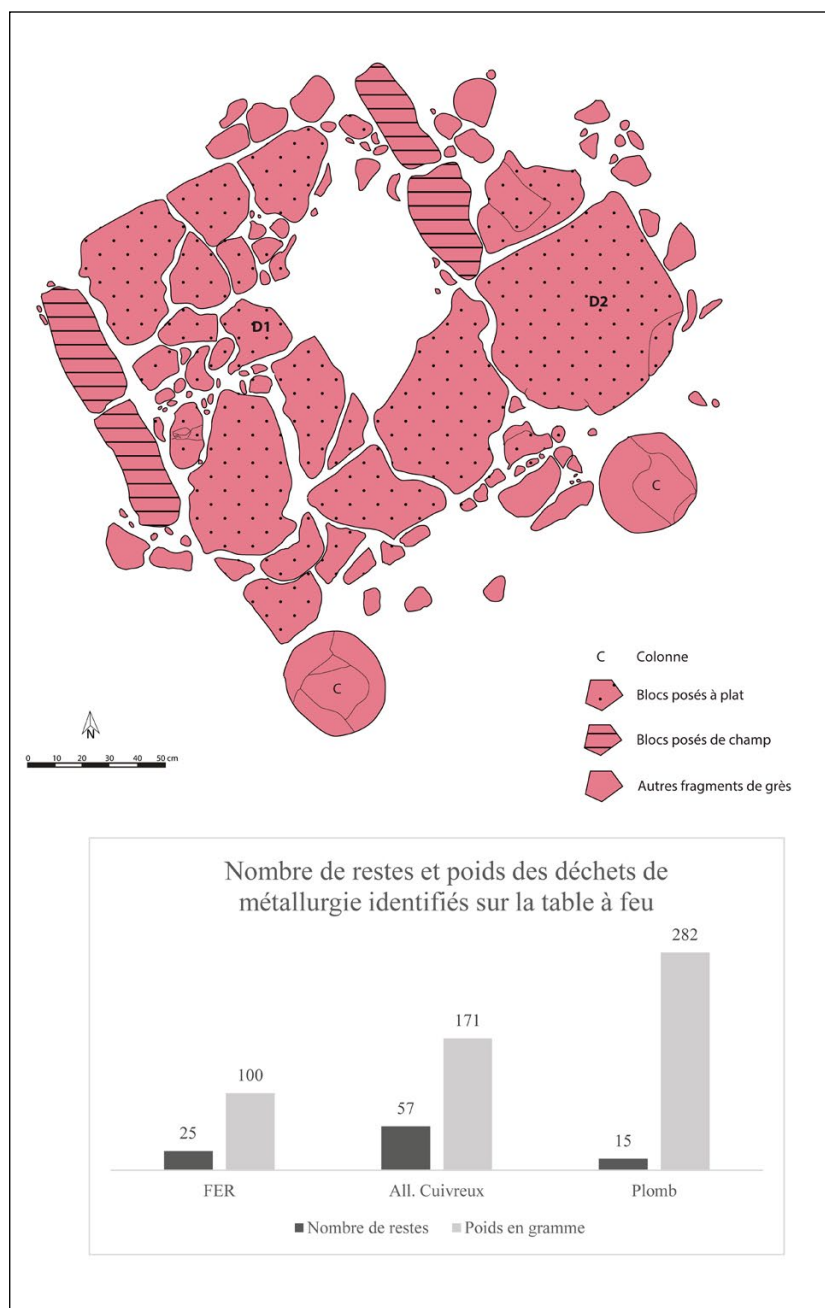 D1
D2
C
C
C Colonne
Blocs posés à plat
Blocs posés de champ
Autres fragments de grès
N
0 10 20 30 40 50 cm
Nombre de restes et poids des déchets de
métallurgie identifiés sur la table à feu
282
171
100
57
25
15
FER All. Cuivreux Plomb
Nombre de restes Poids en gramme